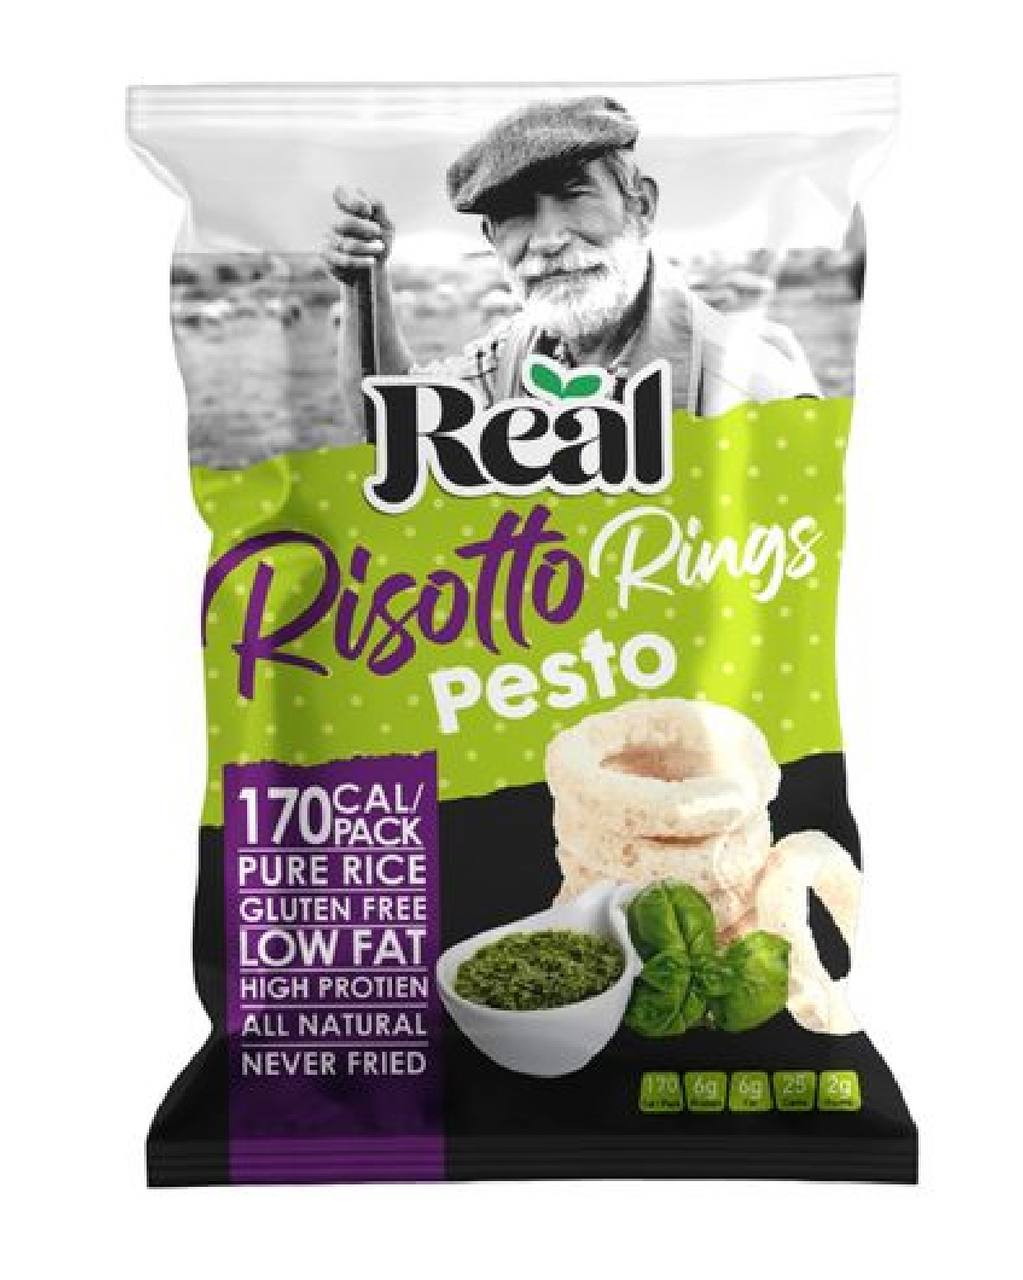 Real
Risotto Rings
pesto
170 CAL/
PACK
PURE RICE
GLUTEN FREE
LOW FAT
HIGH PROTIEN
ALL NATURAL
NEVER FRIED
170 6g 6g 25 2g